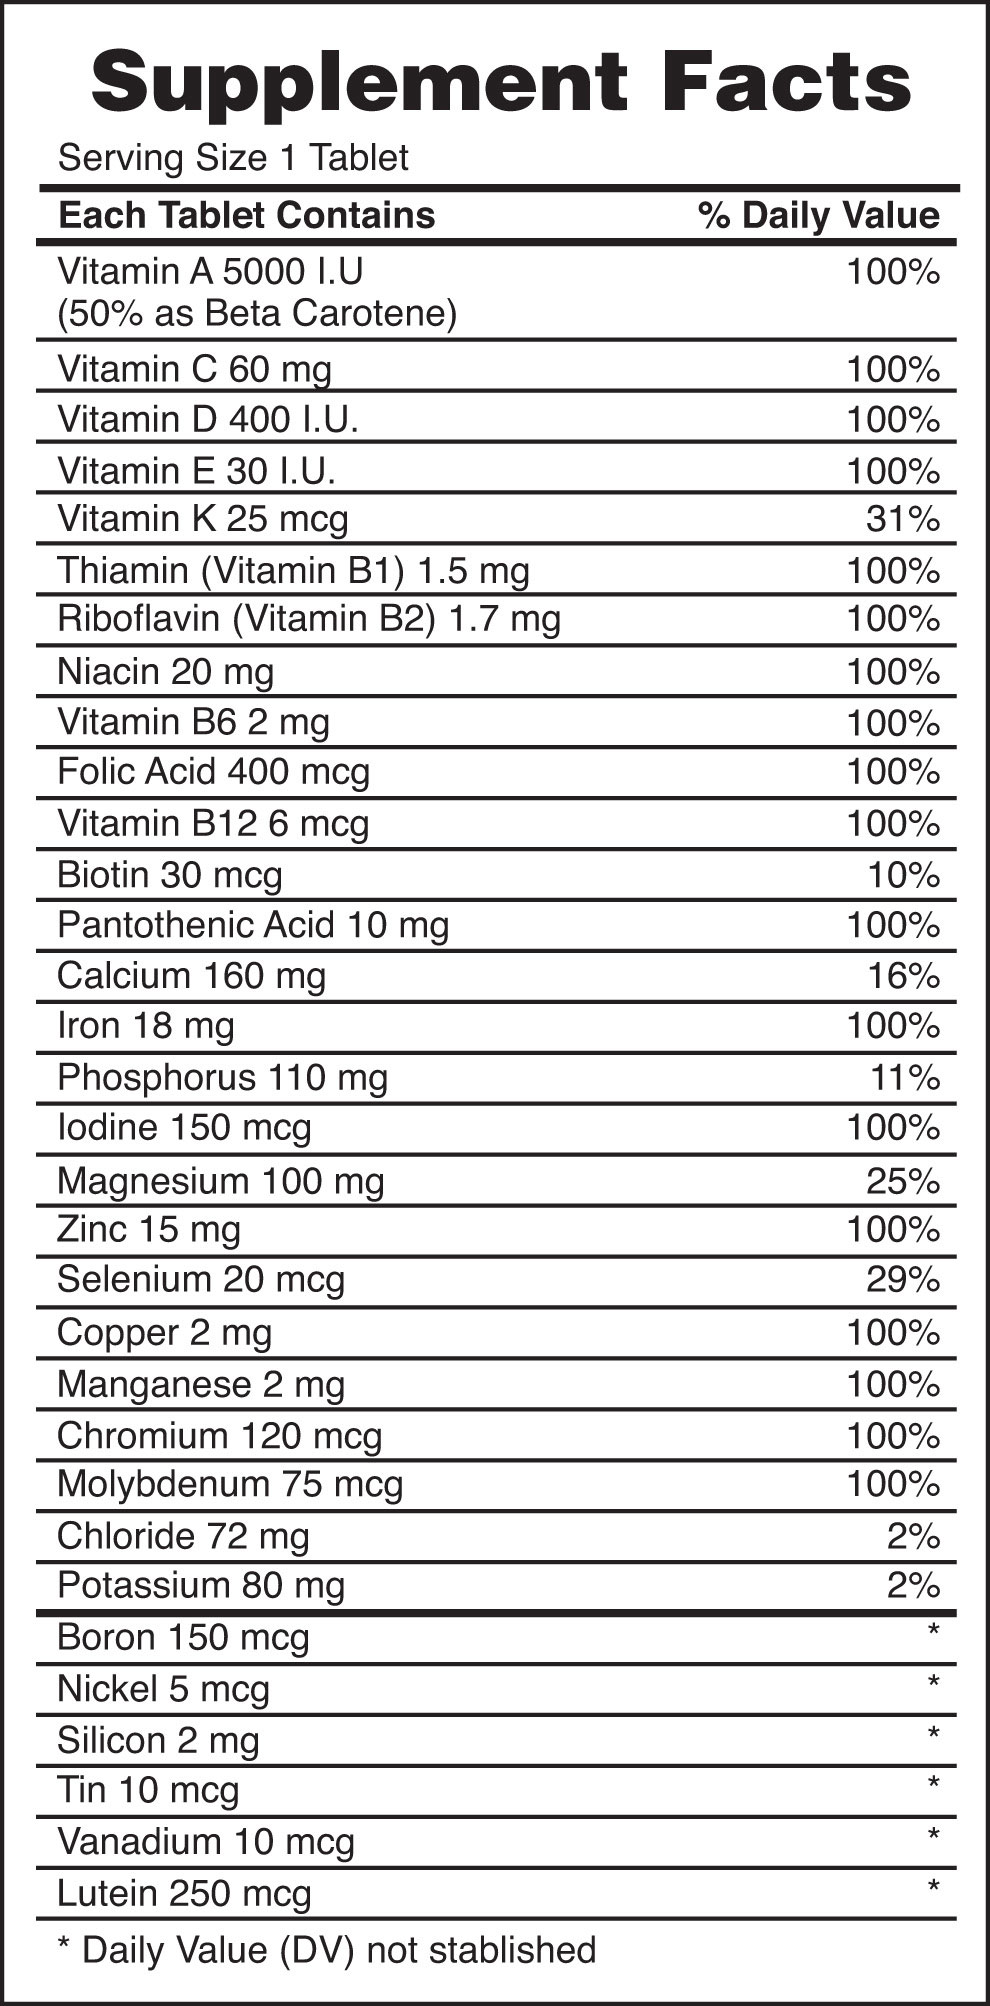 Supplement Facts
Serving Size 1 Tablet
Each Tablet Contains % Daily Value
Vitamin A 5000 I.U 100%
(50% as Beta Carotene)
Vitamin C 60 mg 100%
Vitamin D 400 I.U. 100%
Vitamin E 30 I.U. 100%
Vitamin K 25 mcg 31%
Thiamin (Vitamin B1) 1.5 mg 100%
Riboflavin (Vitamin B2) 1.7 mg 100%
Niacin 20 mg 100%
Vitamin B6 2 mg 100%
Folic Acid 400 mcg 100%
Vitamin B12 6 mcg 100%
Biotin 30 mcg 10%
Pantothenic Acid 10 mg 100%
Calcium 160 mg 16%
Iron 18 mg 100%
Phosphorus 110 mg 11%
Iodine 150 mcg 100%
Magnesium 100 mg 25%
Zinc 15 mg 100%
Selenium 20 mcg 29%
Copper 2 mg 100%
Manganese 2 mg 100%
Chromium 120 mcg 100%
Molybdenum 75 mcg 100%
Chloride 72 mg 2%
Potassium 80 mg 2%
Boron 150 mcg *
Nickel 5 mcg *
Silicon 2 mg *
Tin 10 mcg *
Vanadium 10 mcg *
Lutein 250 mcg *
* Daily Value (DV) not stablished